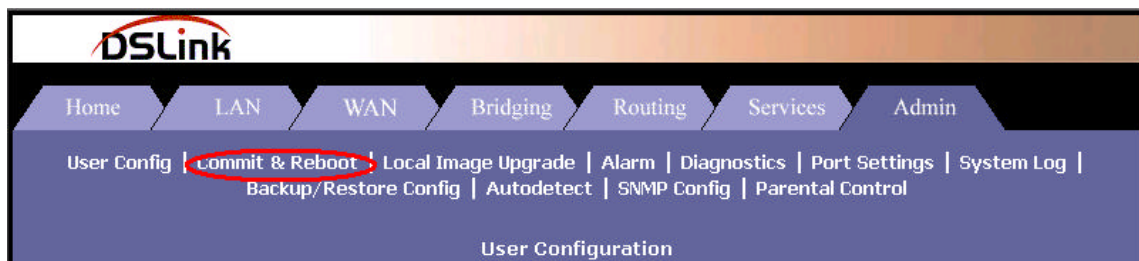 DSLink
Home LAN WAN Bridging Routing Services Admin
User Config | Commit & Reboot | Local Image Upgrade | Alarm | Diagnostics | Port Settings | System Log |
Backup/Restore Config | Autodetect | SNMP Config | Parental Control
User Configuration